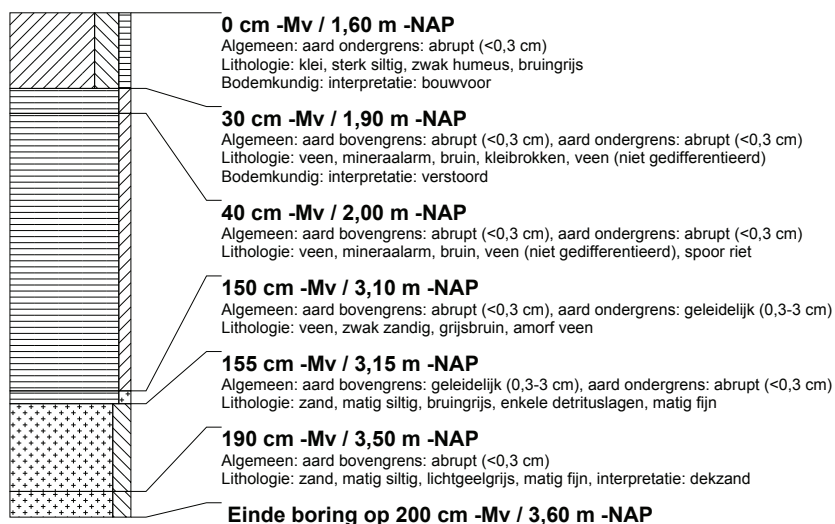 0 cm -Mv / 1,60 m -NAP
Algemeen: aard ondergrens: abrupt (<0,3 cm)
Lithologie: klei, sterk siltig, zwak humeus, bruingrijs
Bodemkundig: interpretatie: bouwvoor
30 cm -Mv / 1,90 m -NAP
Algemeen: aard bovengrens: abrupt (<0,3 cm), aard ondergrens: abrupt (<0,3 cm)
Lithologie: veen, mineraalarm, bruin, kleibrokken, veen (niet gedifferentieerd)
Bodemkundig: interpretatie: verstoord
40 cm -Mv / 2,00 m -NAP
Algemeen: aard bovengrens: abrupt (<0,3 cm), aard ondergrens: abrupt (<0,3 cm)
Lithologie: veen, mineraalarm, bruin, veen (niet gedifferentieerd), spoor riet
150 cm -Mv / 3,10 m -NAP
Algemeen: aard bovengrens: abrupt (<0,3 cm), aard ondergrens: geleidelijk (0,3-3 cm)
Lithologie: veen, zwak zandig, grijsbruin, amorf veen
155 cm -Mv / 3,15 m -NAP
Algemeen: aard bovengrens: geleidelijk (0,3-3 cm), aard ondergrens: abrupt (<0,3 cm)
Lithologie: zand, matig siltig, bruingrijs, enkele detrituslagen, matig fijn
190 cm -Mv / 3,50 m -NAP
Algemeen: aard bovengrens: abrupt (<0,3 cm)
Lithologie: zand, matig siltig, lichtgeelgrijs, matig fijn, interpretatie: dekzand
Einde boring op 200 cm -Mv / 3,60 m -NAP